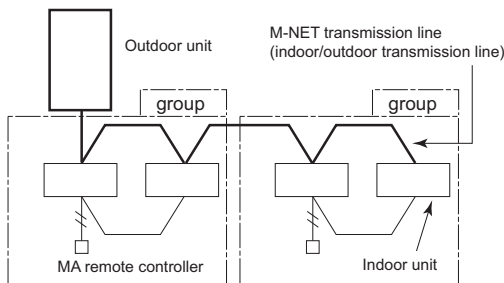 M-NET transmission line
(indoor/outdoor transmission line)
Outdoor unit
group
group
MA remote controller
Indoor unit